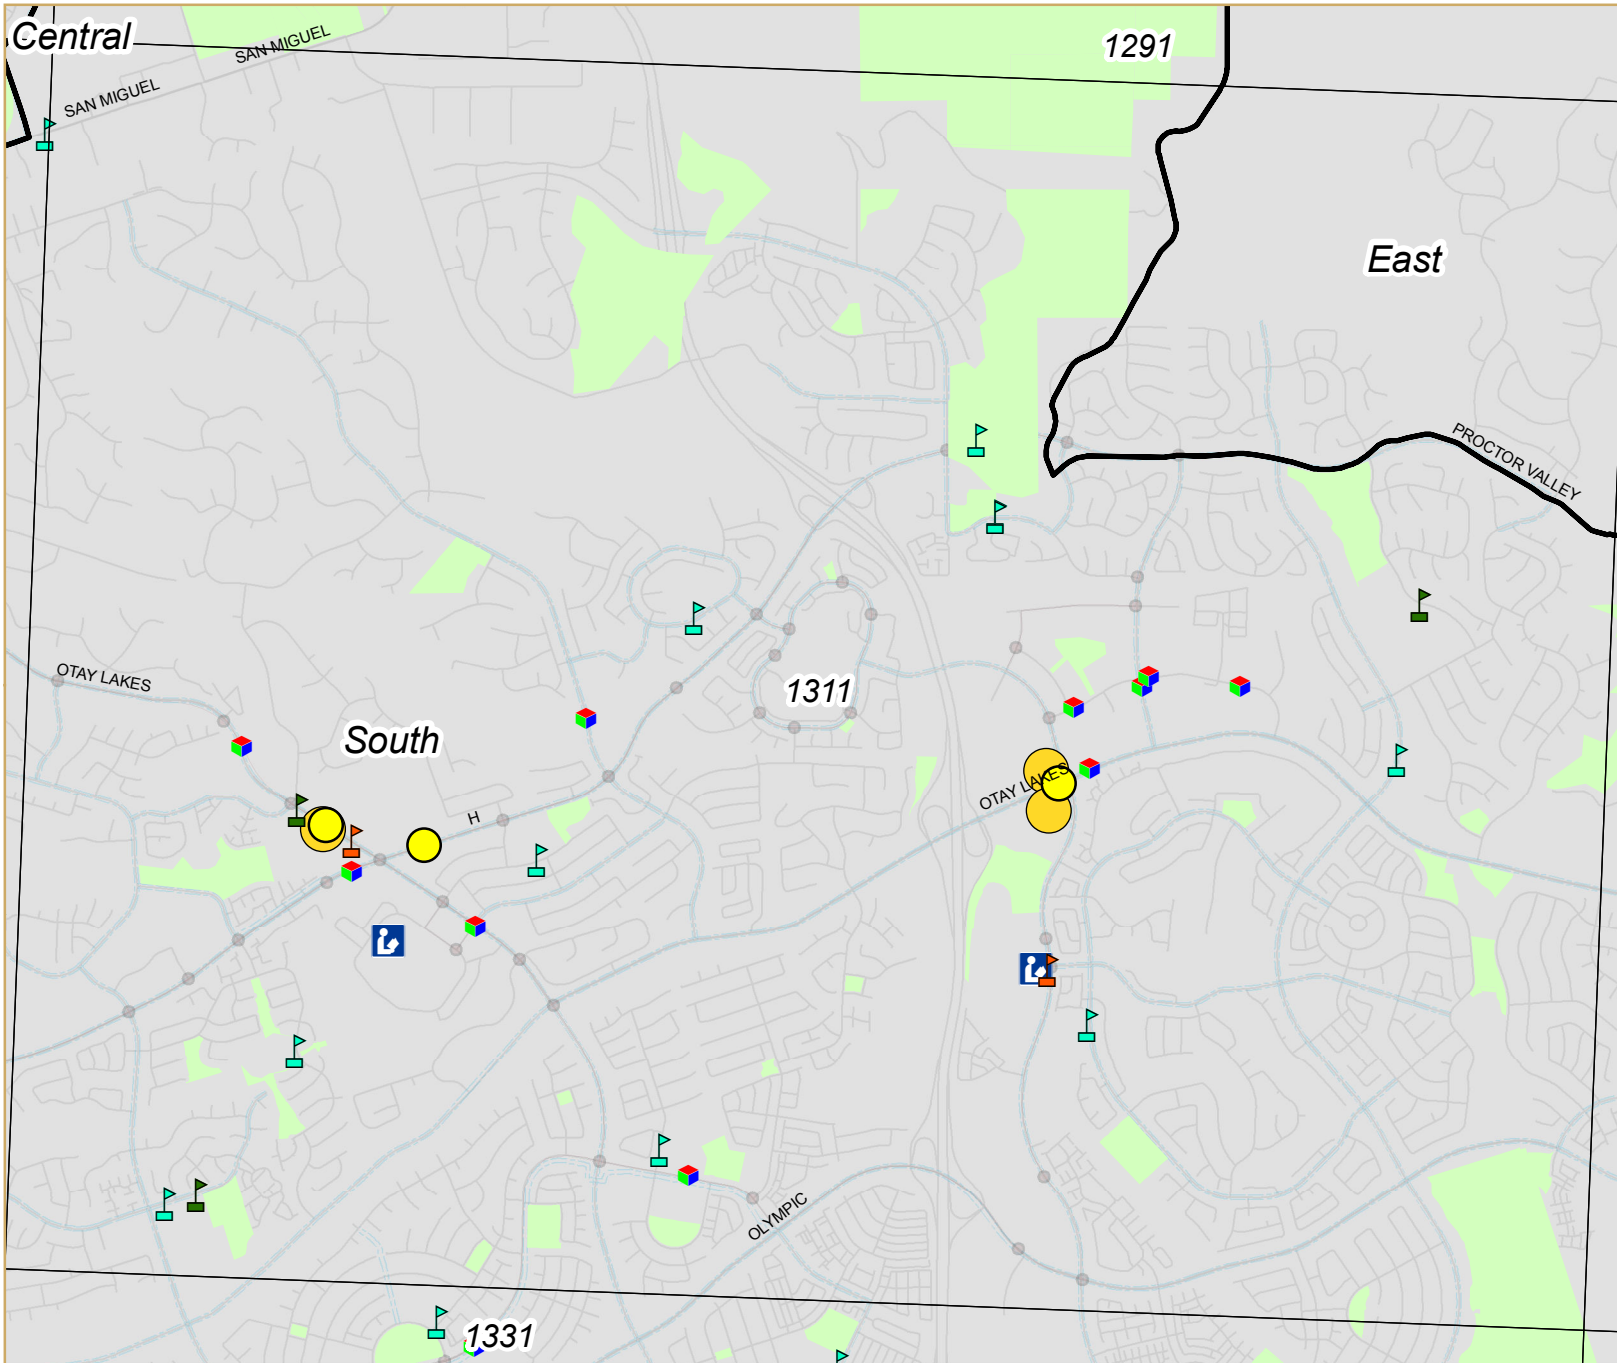 Central
SAN MIGUEL
SAN MIGUEL
1291
East
PROCTOR VALLEY
OTAY LAKES
1311
South
OTAY LAKES
H
OLYMPIC
1331